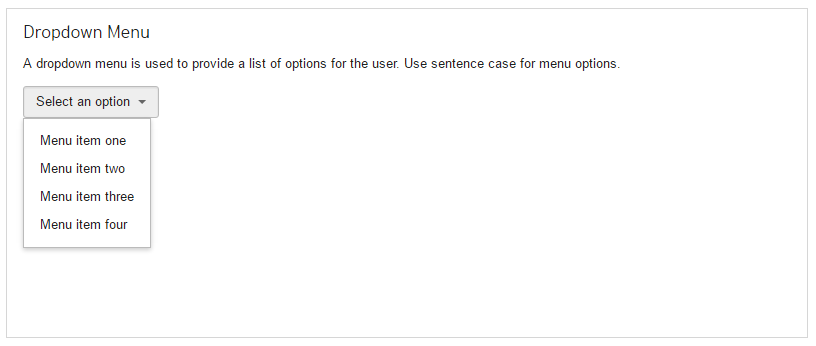 Dropdown Menu
A dropdown menu is used to provide a list of options for the user. Use sentence case for menu options.
Select an option
Menu item one
Menu item two
Menu item three
Menu item four